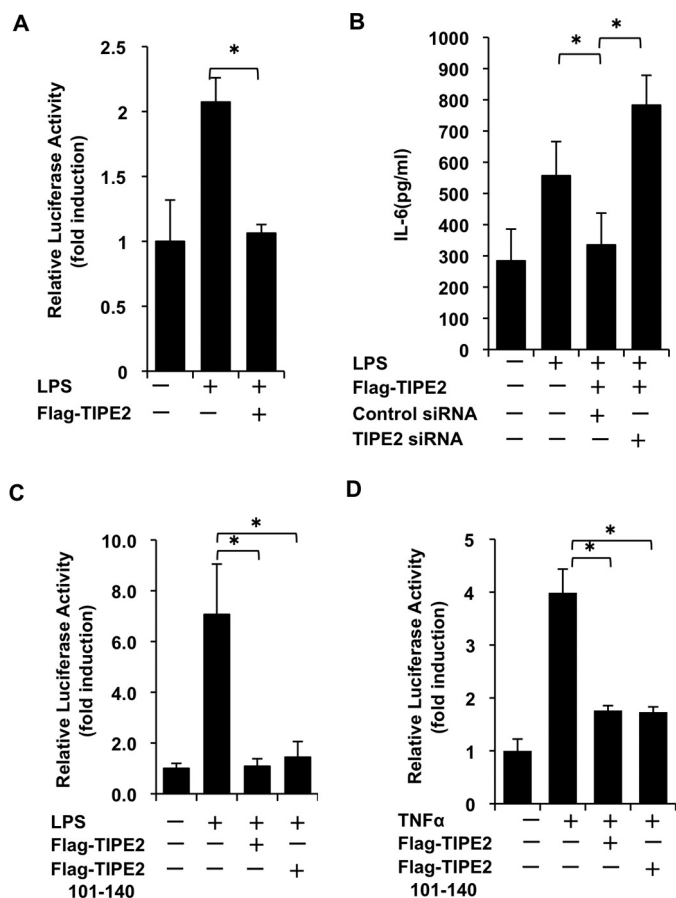 A
Relative Luciferase Activity
(fold induction)
2.5
2
1.5
1
0.5
0
*
LPS — + +
Flag-TIPE2 — — +
B
IL-6(pg/ml)
1000
900
800
700
600
500
400
300
200
100
000
* *
LPS — + + +
Flag-TIPE2 — — + +
Control siRNA — — + —
TIPE2 siRNA — — — +
C
Relative Luciferase Activity
(fold induction)
10.0
8.0
6.0
4.0
2.0
0.0
*
*
LPS — + + +
Flag-TIPE2 — — + —
Flag-TIPE2 — — — +
101-140
D
Relative Luciferase Activity
(fold induction)
5
4
3
2
1
0
*
*
TNFα — + + +
Flag-TIPE2 — — + —
Flag-TIPE2 — — — +
101-140